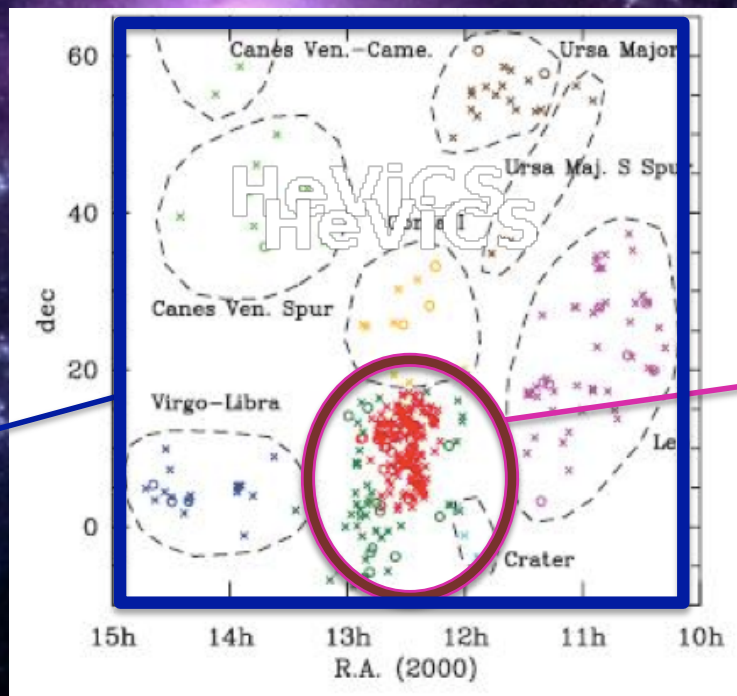 60
Canes Ven.-Came.
Ursa Major
HeViCS
Ursa Maj. S Spur
40
HeViCS
dec
Canes Ven. Spur
20
Virgo-Libra
Le
0
Crater
15h 14h 13h 12h 11h 10h
R.A. (2000)